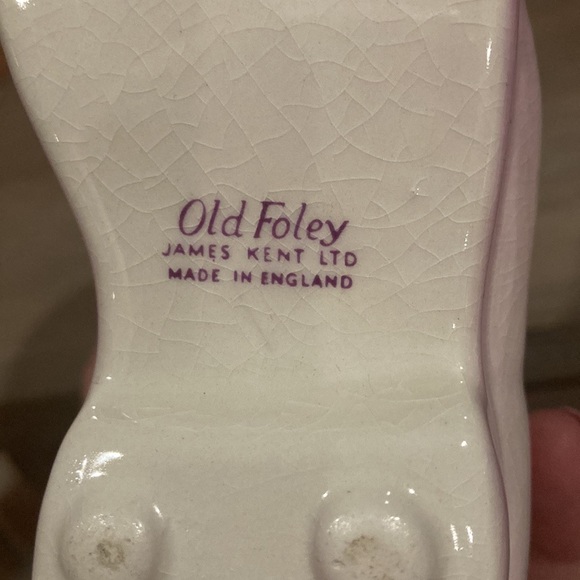 Old Foley
JAMES KENT LTD
MADE IN ENGLAND